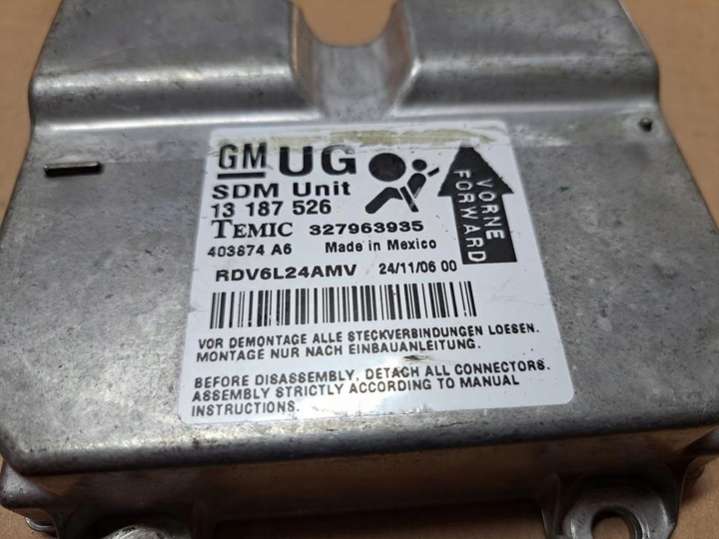 GM UG
SDM Unit
13 187 526
TEMIC 327963935
403874 A6 Made in Mexico
RDV6L24AMV 24/11/06 00
VORNE
FORWARD
VOR DEMONTAGE ALLE STECKVERBINDUNGEN LOESEN.
MONTAGE NUR NACH EINBAUANLEITUNG.
BEFORE DISASSEMBLY, DETACH ALL CONNECTORS.
ASSEMBLY STRICTLY ACCORDING TO MANUAL
INSTRUCTIONS.